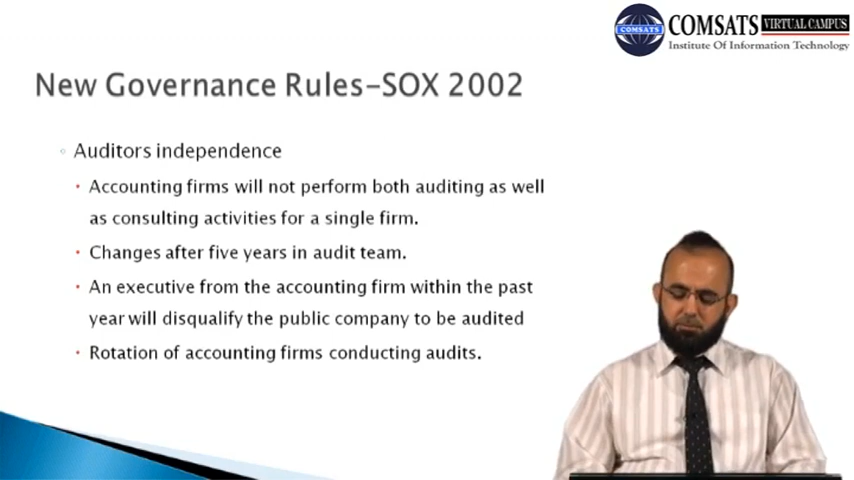 COMSATS VIRTUAL CAMPUS
COMSATS
Institute Of Information Technology
New Governance Rules-SOX 2002
Auditors independence
Accounting firms will not perform both auditing as well
as consulting activities for a single firm.
Changes after five years in audit team.
An executive from the accounting firm within the past
year will disqualify the public company to be audited
Rotation of accounting firms conducting audits.